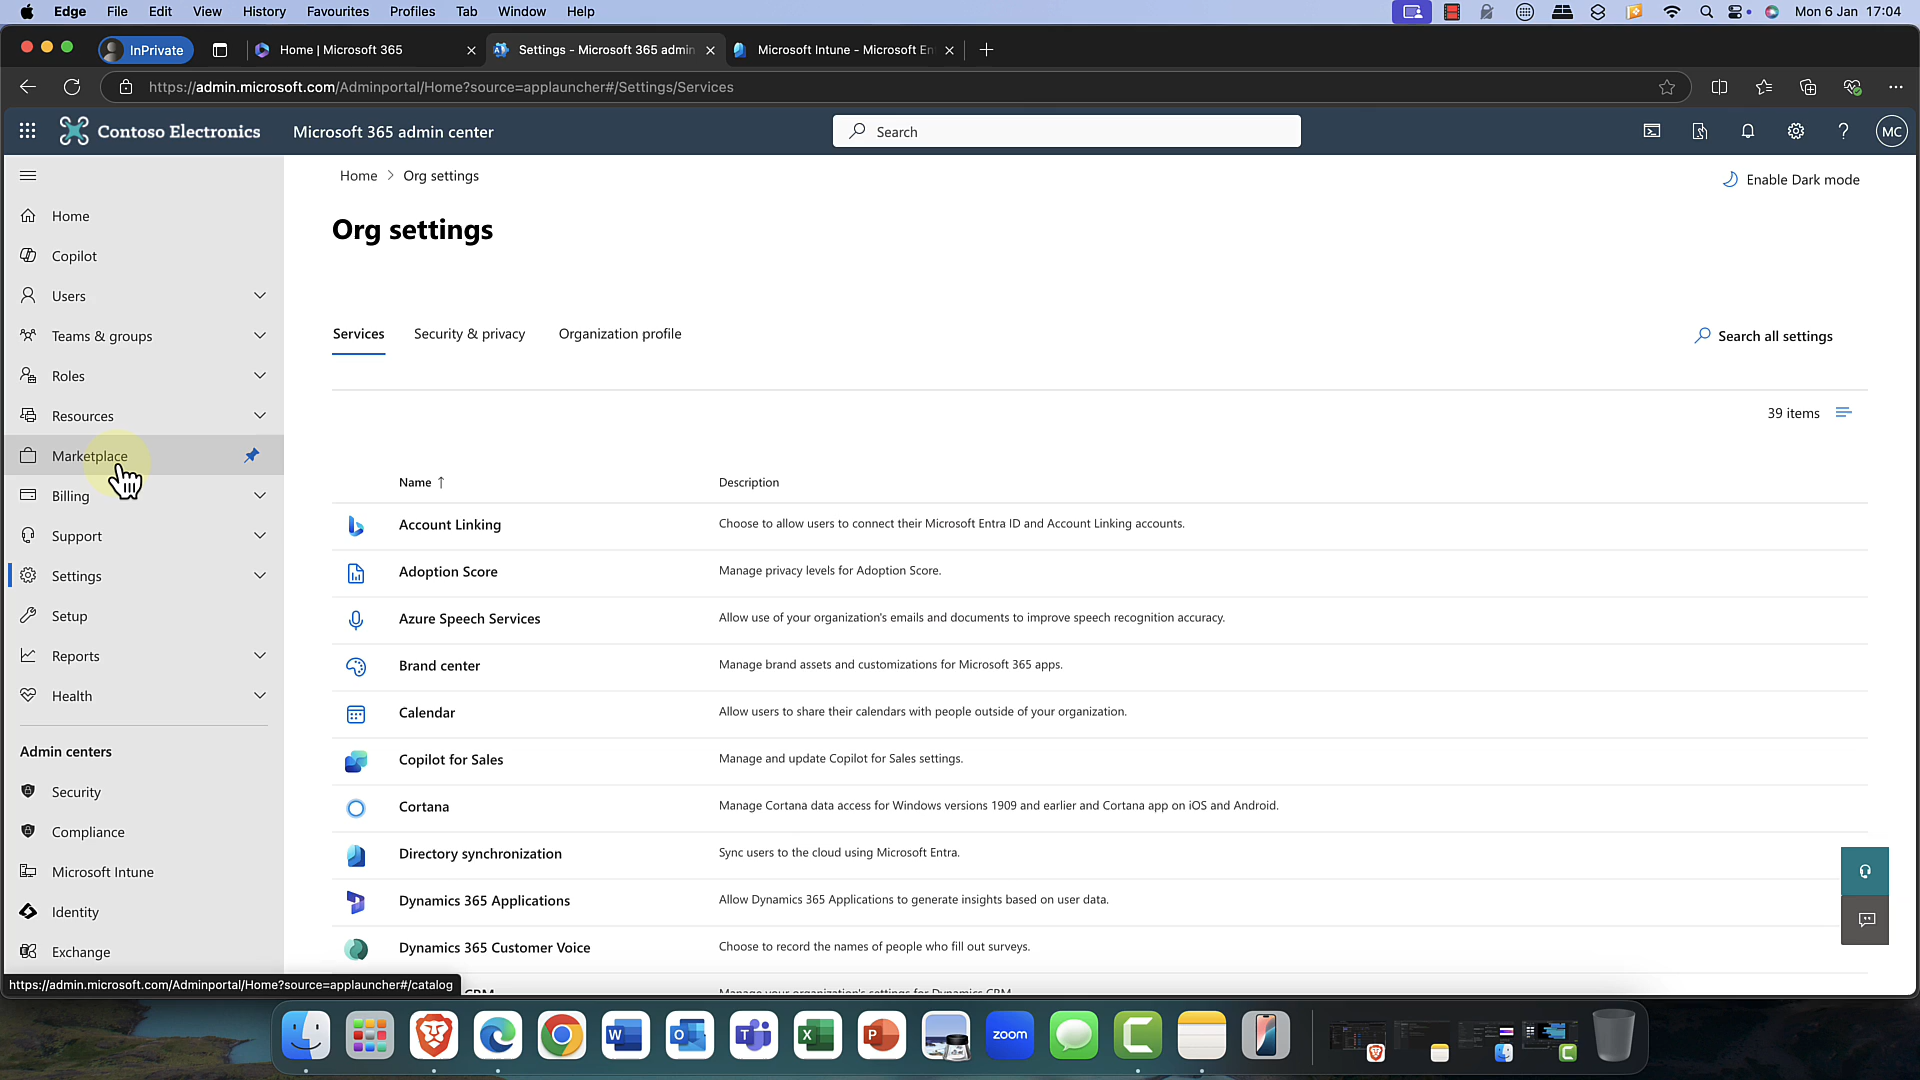 Edge File Edit View History Favourites Profiles Tab Window Help
Mon 6 Jan 17:04
InPrivate
Home | Microsoft 365
Settings - Microsoft 365 admin
Microsoft Intune - Microsoft En
https://admin.microsoft.com/Adminportal/Home?source=applauncher#/Settings/Services
Contoso Electronics
Microsoft 365 admin center
Search
MC
Home > Org settings
Enable Dark mode
Org settings
Home
Copilot
Users
Teams & groups
Roles
Resources
Marketplace
Billing
Support
Settings
Setup
Reports
Health
Admin centers
Security
Compliance
Microsoft Intune
Identity
Exchange
https://admin.microsoft.com/Adminportal/Home?source=applauncher#/catalog
Services Security & privacy Organization profile
Search all settings
39 items
Name ↑ Description
Account Linking Choose to allow users to connect their Microsoft Entra ID and Account Linking accounts.
Adoption Score Manage privacy levels for Adoption Score.
Azure Speech Services Allow use of your organization's emails and documents to improve speech recognition accuracy.
Brand center Manage brand assets and customizations for Microsoft 365 apps.
Calendar Allow users to share their calendars with people outside of your organization.
Copilot for Sales Manage and update Copilot for Sales settings.
Cortana Manage Cortana data access for Windows versions 1909 and earlier and Cortana app on iOS and Android.
Directory synchronization Sync users to the cloud using Microsoft Entra.
Dynamics 365 Applications Allow Dynamics 365 Applications to generate insights based on user data.
Dynamics 365 Customer Voice Choose to record the names of people who fill out surveys.
CRM Manage your organization's settings for Dynamics CRM
zoom